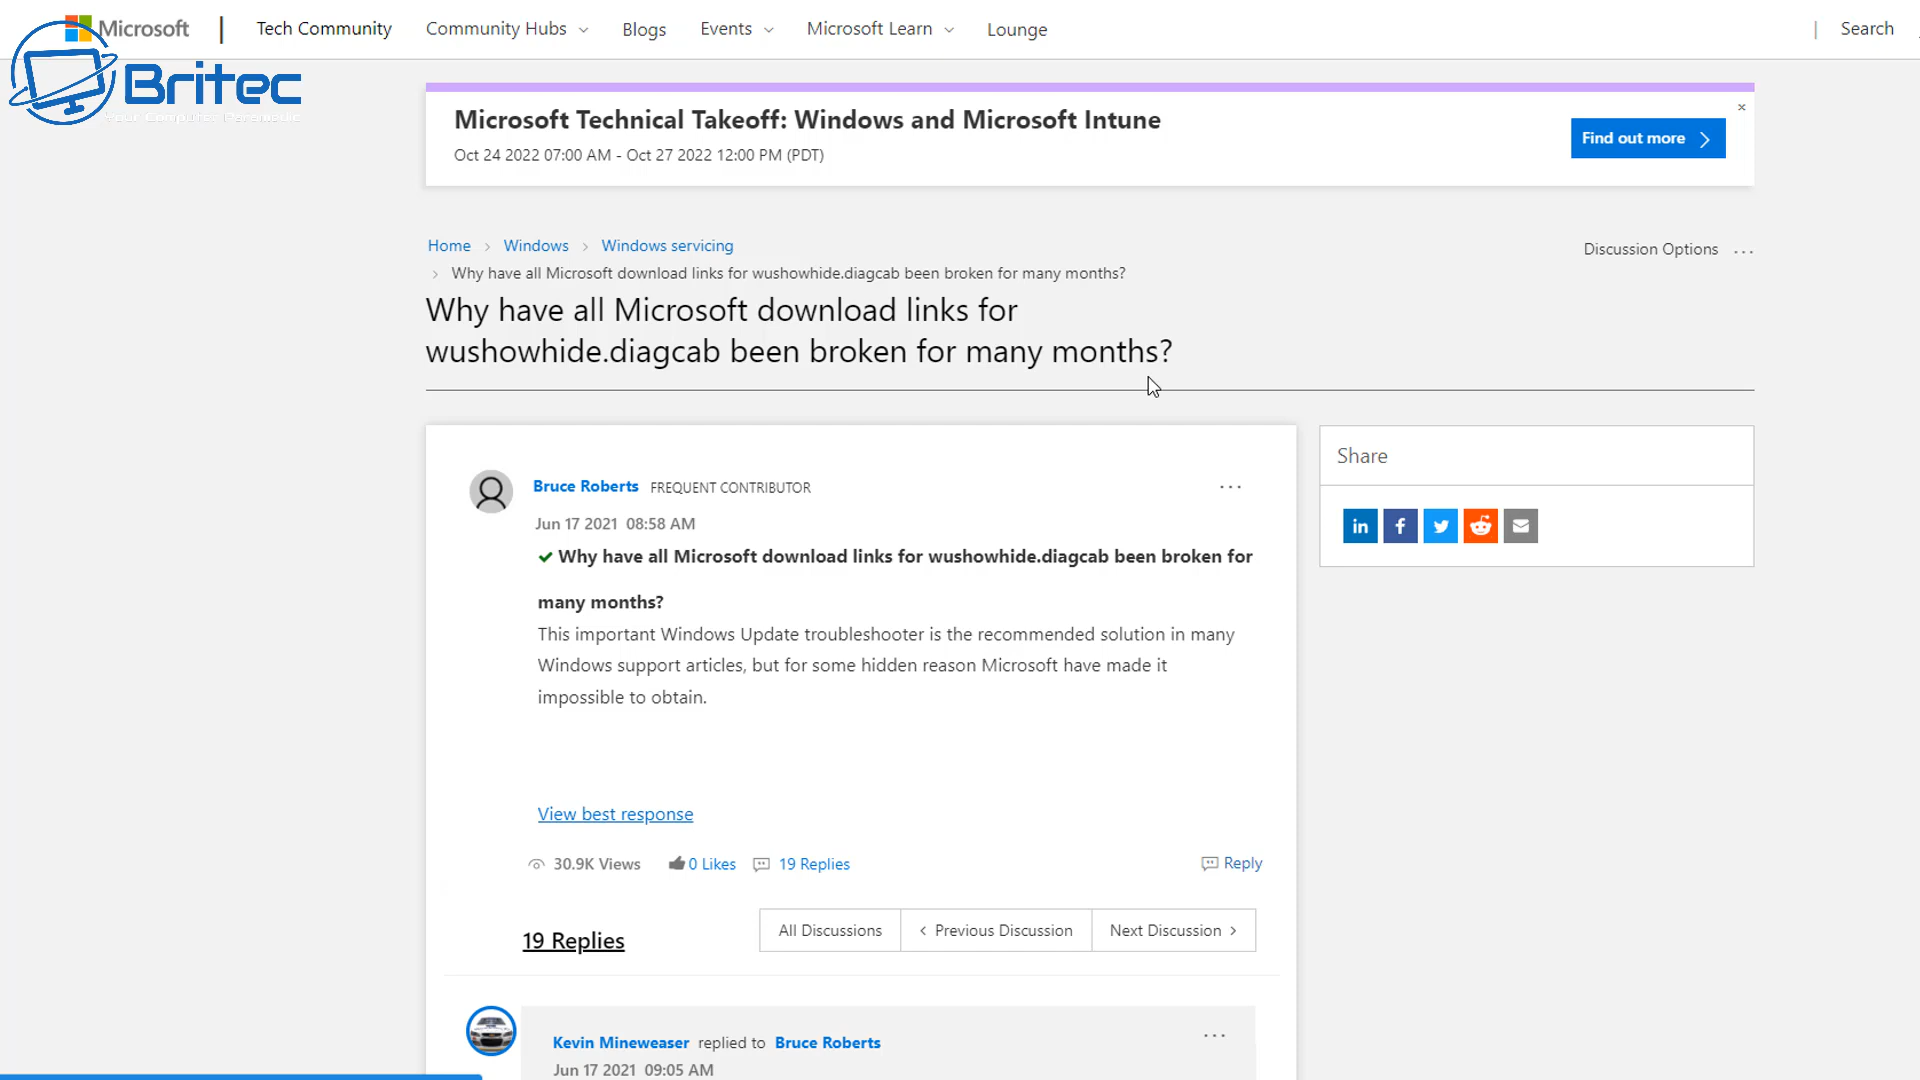 Microsoft
Tech Community
Community Hubs
Blogs
Events
Microsoft Learn
Lounge
Search
Britec
Your Computer Paramedic
Microsoft Technical Takeoff: Windows and Microsoft Intune
Oct 24 2022 07:00 AM - Oct 27 2022 12:00 PM (PDT)
Find out more
Home > Windows > Windows servicing
> Why have all Microsoft download links for wushowhide.diagcab been broken for many months?
Discussion Options ...
Why have all Microsoft download links for
wushowhide.diagcab been broken for many months?
Bruce Roberts FREQUENT CONTRIBUTOR
Jun 17 2021 08:58 AM
Why have all Microsoft download links for wushowhide.diagcab been broken for
many months?
This important Windows Update troubleshooter is the recommended solution in many
Windows support articles, but for some hidden reason Microsoft have made it
impossible to obtain.
View best response
30.9K Views
0 Likes
19 Replies
Reply
19 Replies
All Discussions
Previous Discussion
Next Discussion
Kevin Mineweaser replied to Bruce Roberts
Jun 17 2021 09:05 AM
Share
in
f